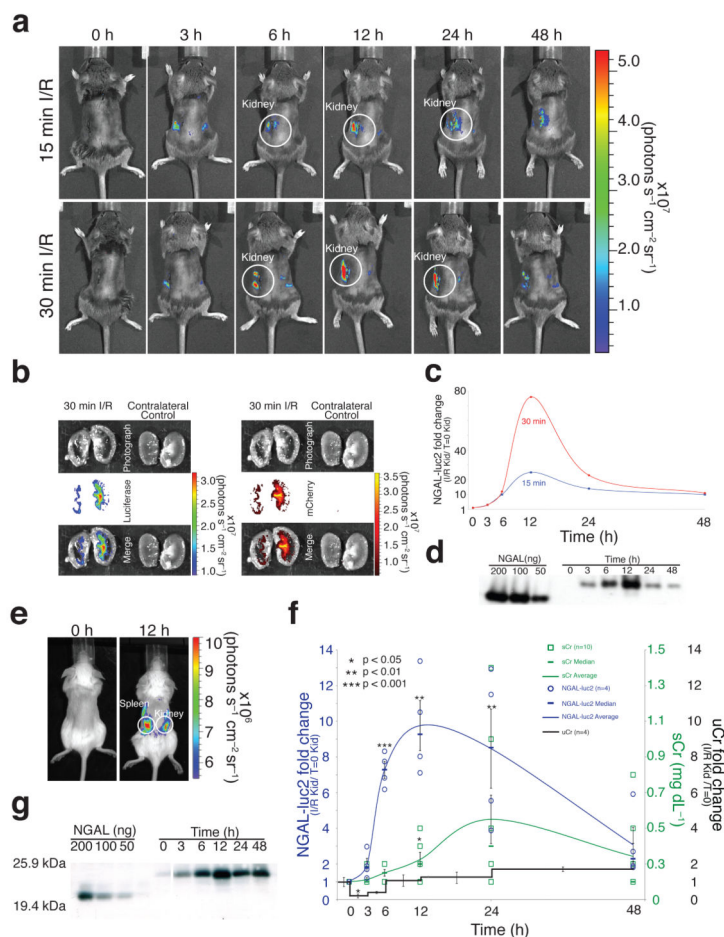 a
0 h 3 h 6 h 12 h 24 h 48 h
15 min I/R
Kidney Kidney Kidney
30 min I/R
Kidney Kidney Kidney
5.0
4.0
3.0
2.0
1.0
x10⁷
(photons s⁻¹ cm⁻² sr⁻¹)
b
30 min I/R Contralateral Control
Photograph
Luciferase
Merge
3.0
2.5
2.0
1.5
1.0
x10⁷
(photons s⁻¹ cm⁻² sr⁻¹)
30 min I/R Contralateral Control
Photograph
mCherry
Merge
3.5
3.0
2.5
2.0
1.5
1.0
x10⁷
(photons s⁻¹ cm⁻² sr⁻¹)
c
NGAL-luc2 fold change
(I/R Kid/ T=0 Kid)
80
60
40
20
10
1
30 min
15 min
0 3 6 12 24 48
Time (h)
d
NGAL(ng) Time (h)
200 100 50 0 3 6 12 24 48
e
0 h 12 h
Spleen Kidney
10
9
8
7
6
x10⁶
(photons s⁻¹ cm⁻² sr⁻¹)
f
NGAL-luc2 fold change
(I/R Kid/ T=0 Kid)
14
12
10
8
6
4
2
1
0
* p < 0.05
** p < 0.01
*** p < 0.001
sCr (n=10)
sCr Median
sCr Average
NGAL-luc2 (n=4)
NGAL-luc2 Median
NGAL-luc2 Average
uCr (n=4)
*** ** ** * *
1.5
1.3
1.1
0.9
0.7
0.5
0.3
0.1
sCr (mg dL⁻¹)
14
12
10
8
6
4
2
1
0
uCr fold change
(I/R Kid/T=0)
0 3 6 12 24 48
Time (h)
g
NGAL (ng) Time (h)
200 100 50 0 3 6 12 24 48
25.9 kDa
19.4 kDa